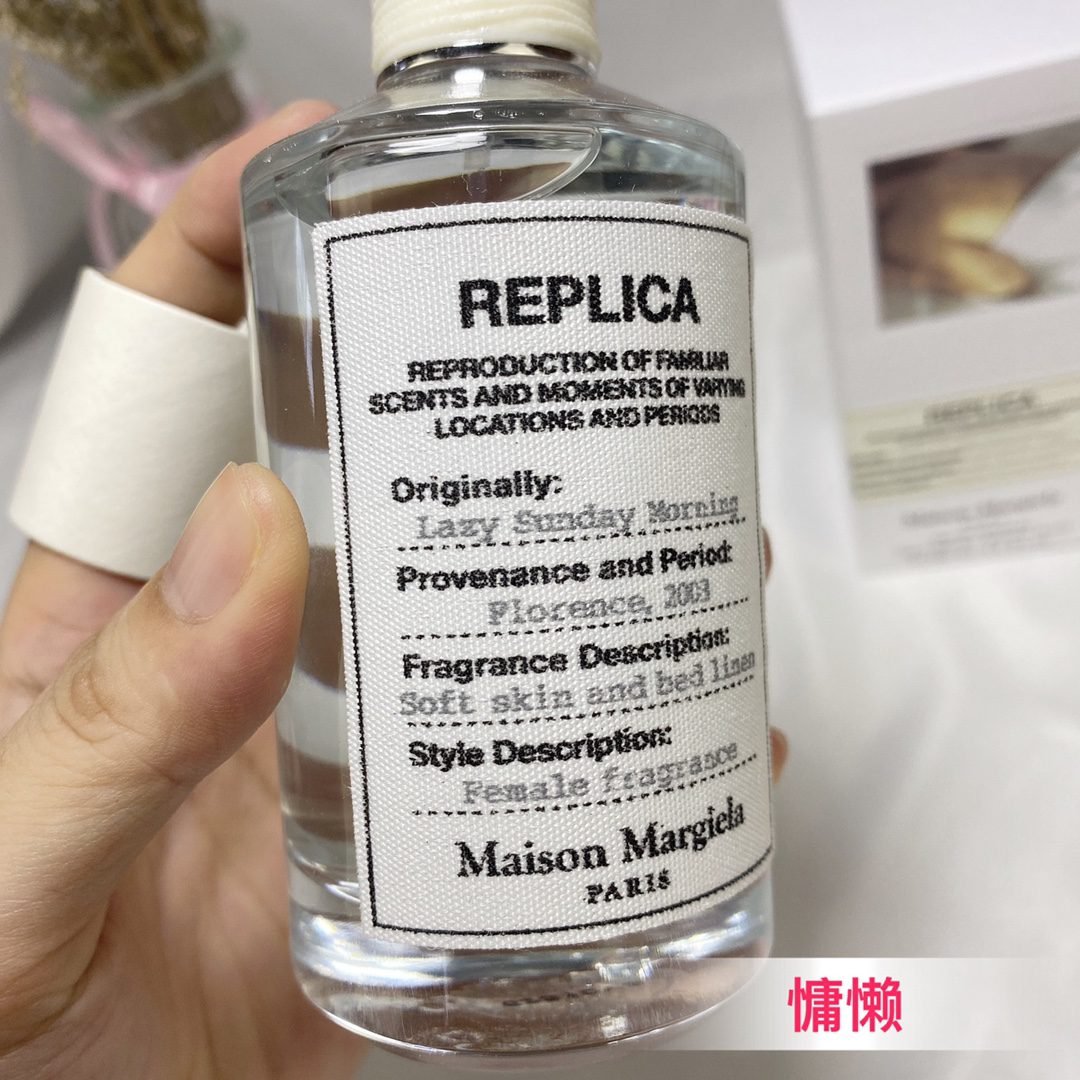 REPLICA
REPRODUCTION OF FAMILIAR
SCENTS AND MOMENTS OF VARYING
LOCATIONS AND PERIODS
Originally:
Lazy Sunday Morning
Provenance and Period:
Florence, 2003
Fragrance Description:
Soft skin and bed linen
Style Description:
Female fragrance
Maison Margiela
PARIS
REPLICA
慵懒